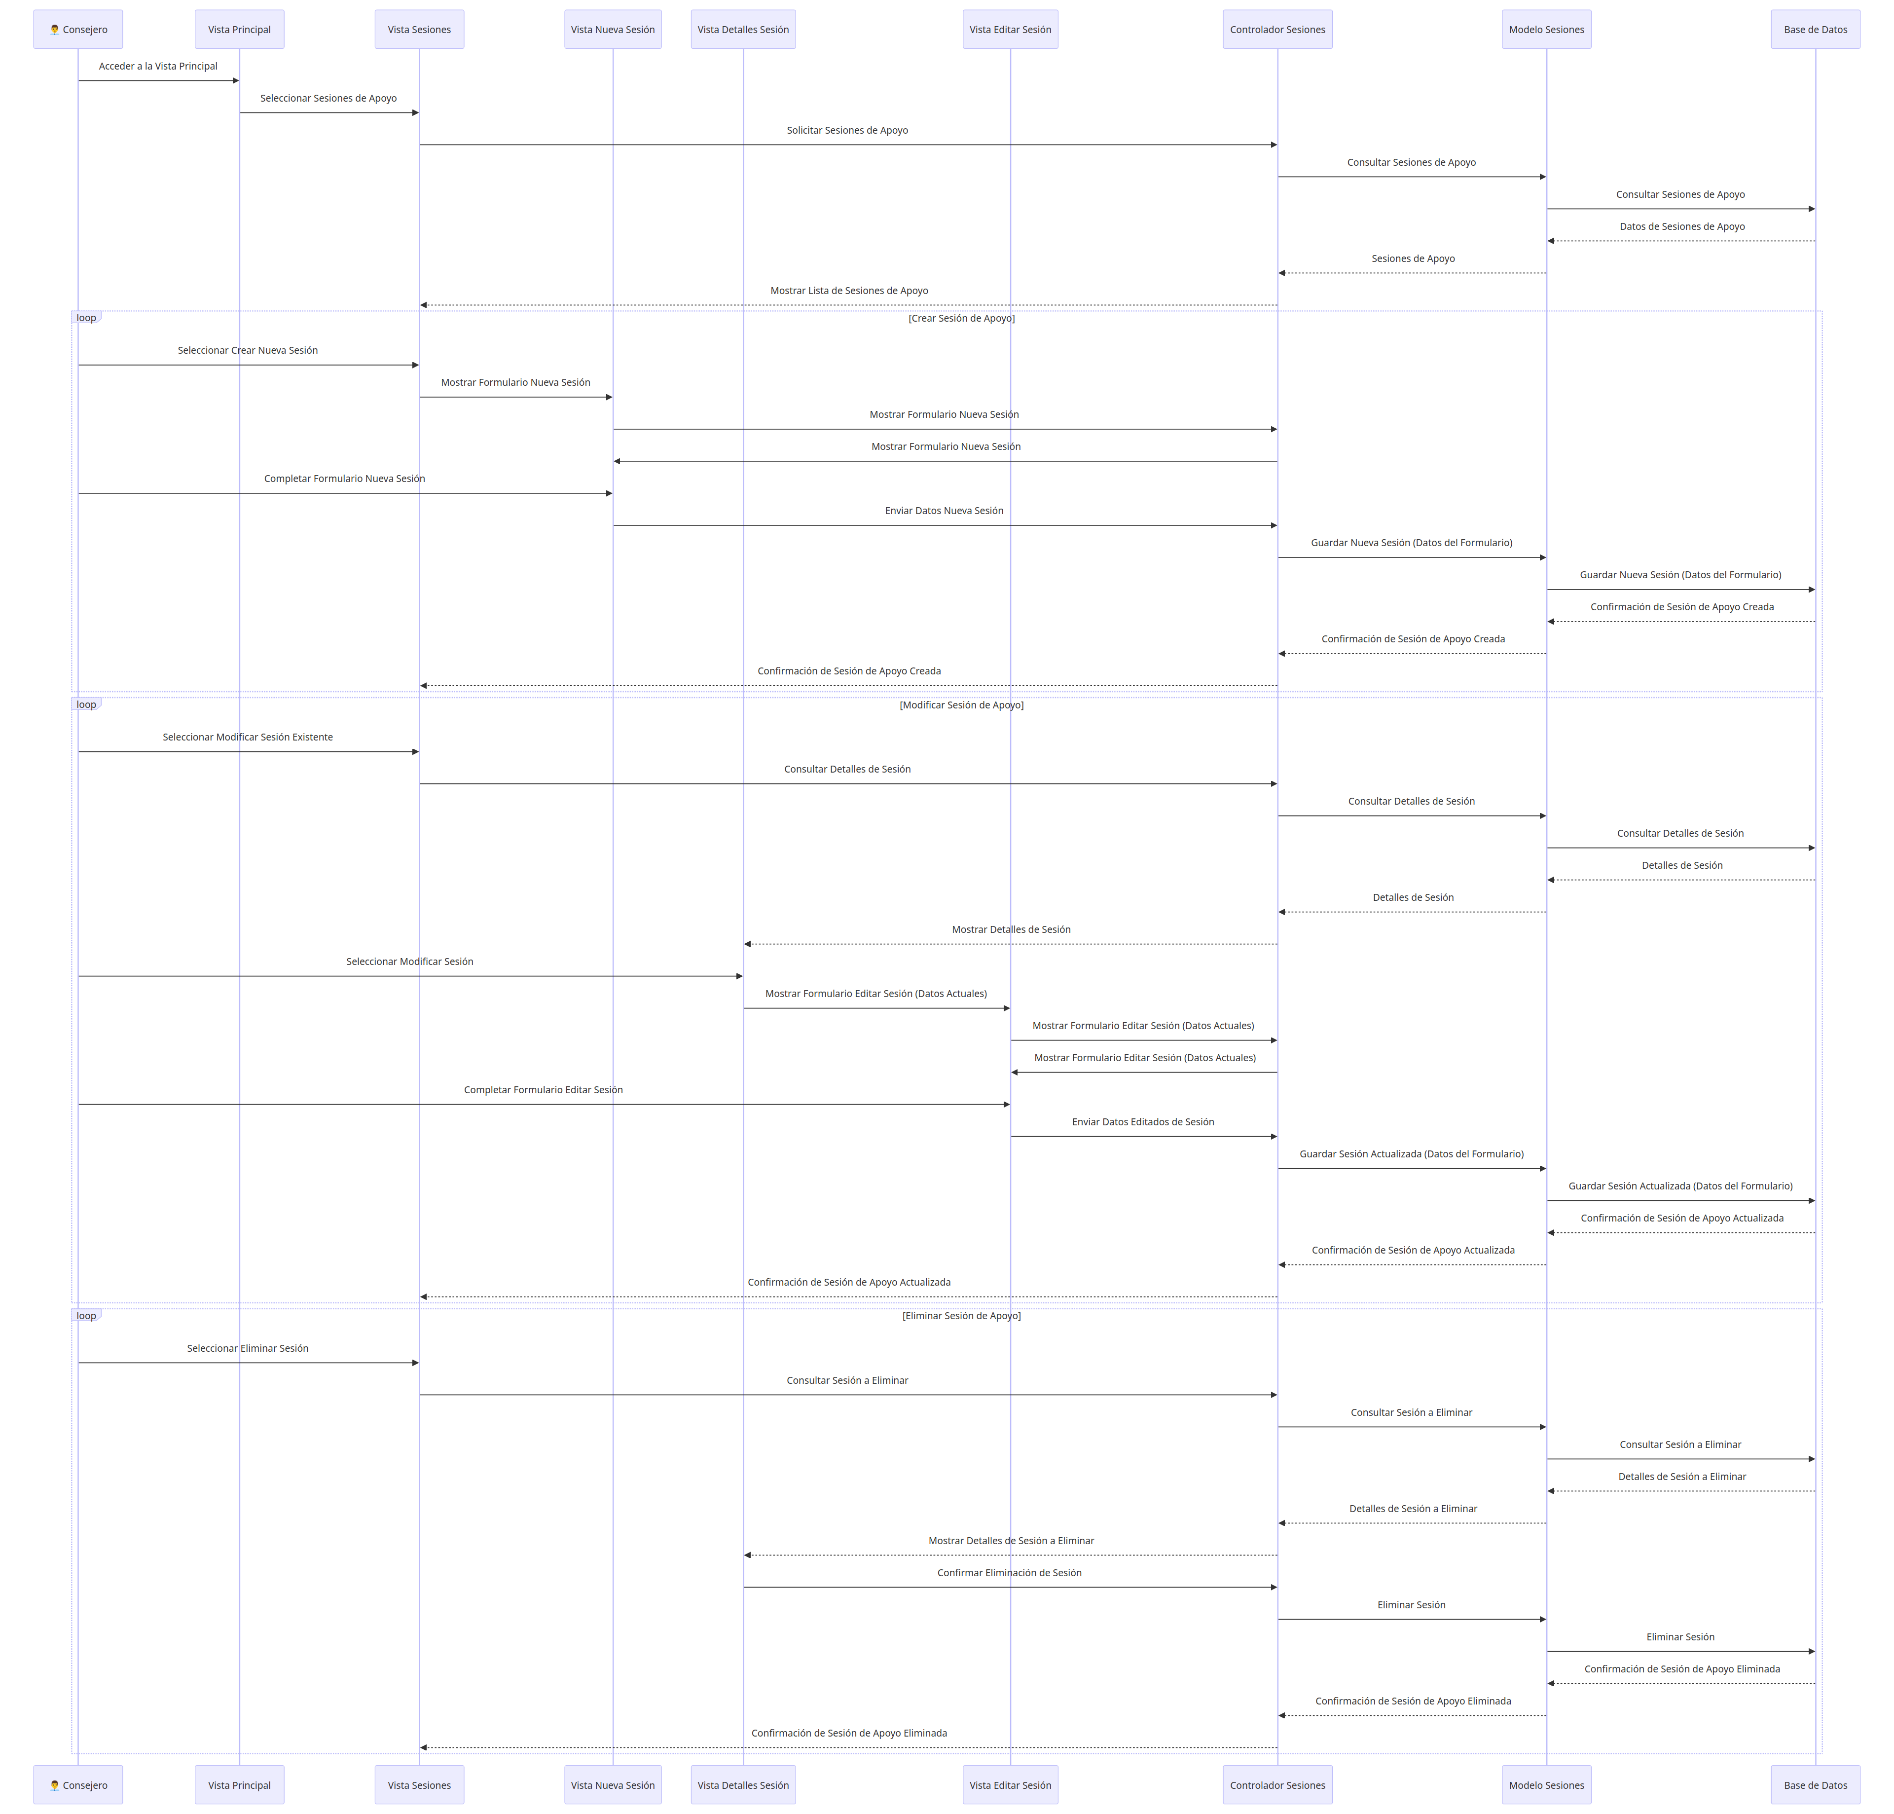 Consejero
Vista Principal
Vista Sesiones
Vista Nueva Sesión
Vista Detalles Sesión
Vista Editar Sesión
Controlador Sesiones
Modelo Sesiones
Base de Datos
Acceder a la Vista Principal
Seleccionar Sesiones de Apoyo
Solicitar Sesiones de Apoyo
Consultar Sesiones de Apoyo
Consultar Sesiones de Apoyo
Datos de Sesiones de Apoyo
Sesiones de Apoyo
Mostrar Lista de Sesiones de Apoyo
loop
[Crear Sesión de Apoyo]
Seleccionar Crear Nueva Sesión
Mostrar Formulario Nueva Sesión
Mostrar Formulario Nueva Sesión
Mostrar Formulario Nueva Sesión
Completar Formulario Nueva Sesión
Enviar Datos Nueva Sesión
Guardar Nueva Sesión (Datos del Formulario)
Guardar Nueva Sesión (Datos del Formulario)
Confirmación de Sesión de Apoyo Creada
Confirmación de Sesión de Apoyo Creada
Confirmación de Sesión de Apoyo Creada
loop
[Modificar Sesión de Apoyo]
Seleccionar Modificar Sesión Existente
Consultar Detalles de Sesión
Consultar Detalles de Sesión
Consultar Detalles de Sesión
Detalles de Sesión
Detalles de Sesión
Mostrar Detalles de Sesión
Seleccionar Modificar Sesión
Mostrar Formulario Editar Sesión (Datos Actuales)
Mostrar Formulario Editar Sesión (Datos Actuales)
Mostrar Formulario Editar Sesión (Datos Actuales)
Completar Formulario Editar Sesión
Enviar Datos Editados de Sesión
Guardar Sesión Actualizada (Datos del Formulario)
Guardar Sesión Actualizada (Datos del Formulario)
Confirmación de Sesión de Apoyo Actualizada
Confirmación de Sesión de Apoyo Actualizada
Confirmación de Sesión de Apoyo Actualizada
loop
[Eliminar Sesión de Apoyo]
Seleccionar Eliminar Sesión
Consultar Sesión a Eliminar
Consultar Sesión a Eliminar
Consultar Sesión a Eliminar
Detalles de Sesión a Eliminar
Detalles de Sesión a Eliminar
Mostrar Detalles de Sesión a Eliminar
Confirmar Eliminación de Sesión
Eliminar Sesión
Eliminar Sesión
Confirmación de Sesión de Apoyo Eliminada
Confirmación de Sesión de Apoyo Eliminada
Confirmación de Sesión de Apoyo Eliminada
Consejero
Vista Principal
Vista Sesiones
Vista Nueva Sesión
Vista Detalles Sesión
Vista Editar Sesión
Controlador Sesiones
Modelo Sesiones
Base de Datos